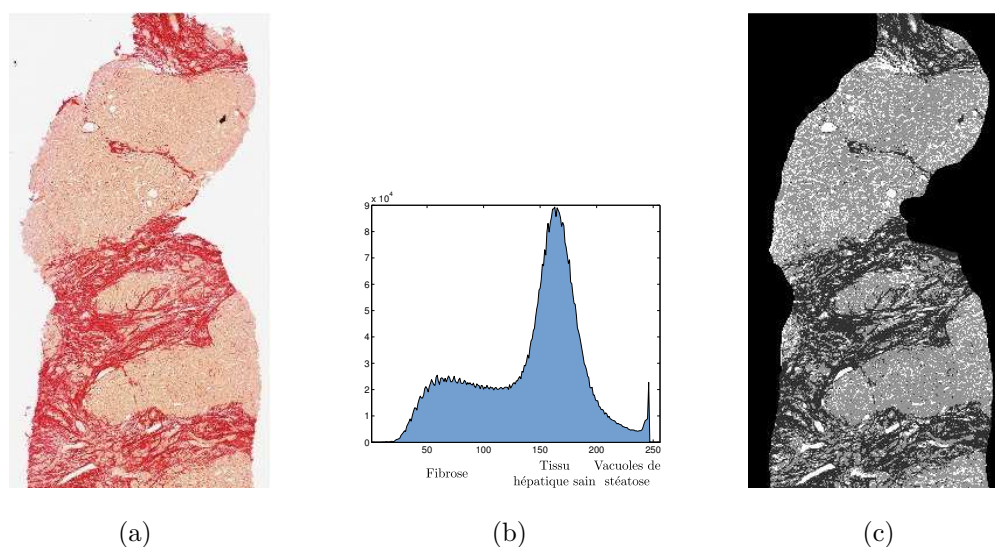 x 10⁴
9
8
7
6
5
4
3
2
1
0
50 100 150 200 250
Fibrose
Tissu
hépatique sain
Vacuoles de
stéatose
(a) (b) (c)